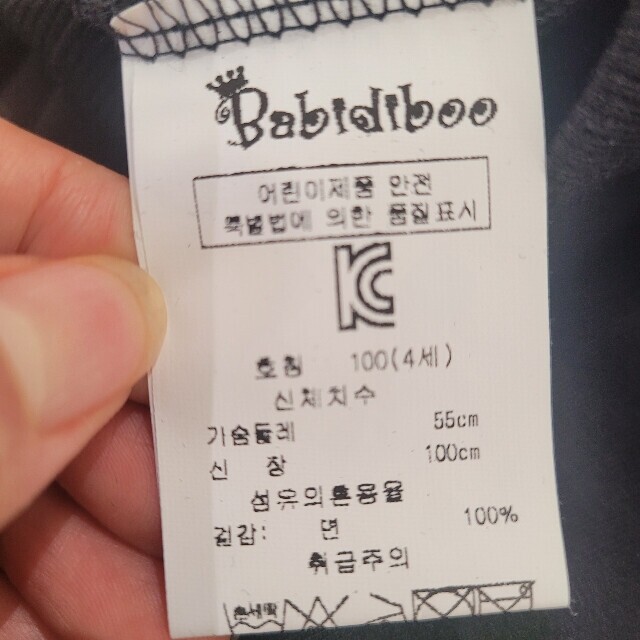 Babidiboo
어린이제품 안전
특별법에 의한 품질표시
KC
호칭 100(4세)
신체치수
가슴둘레 55cm
신 장 100cm
섬유의혼용율
겉감: 면 100%
취급주의